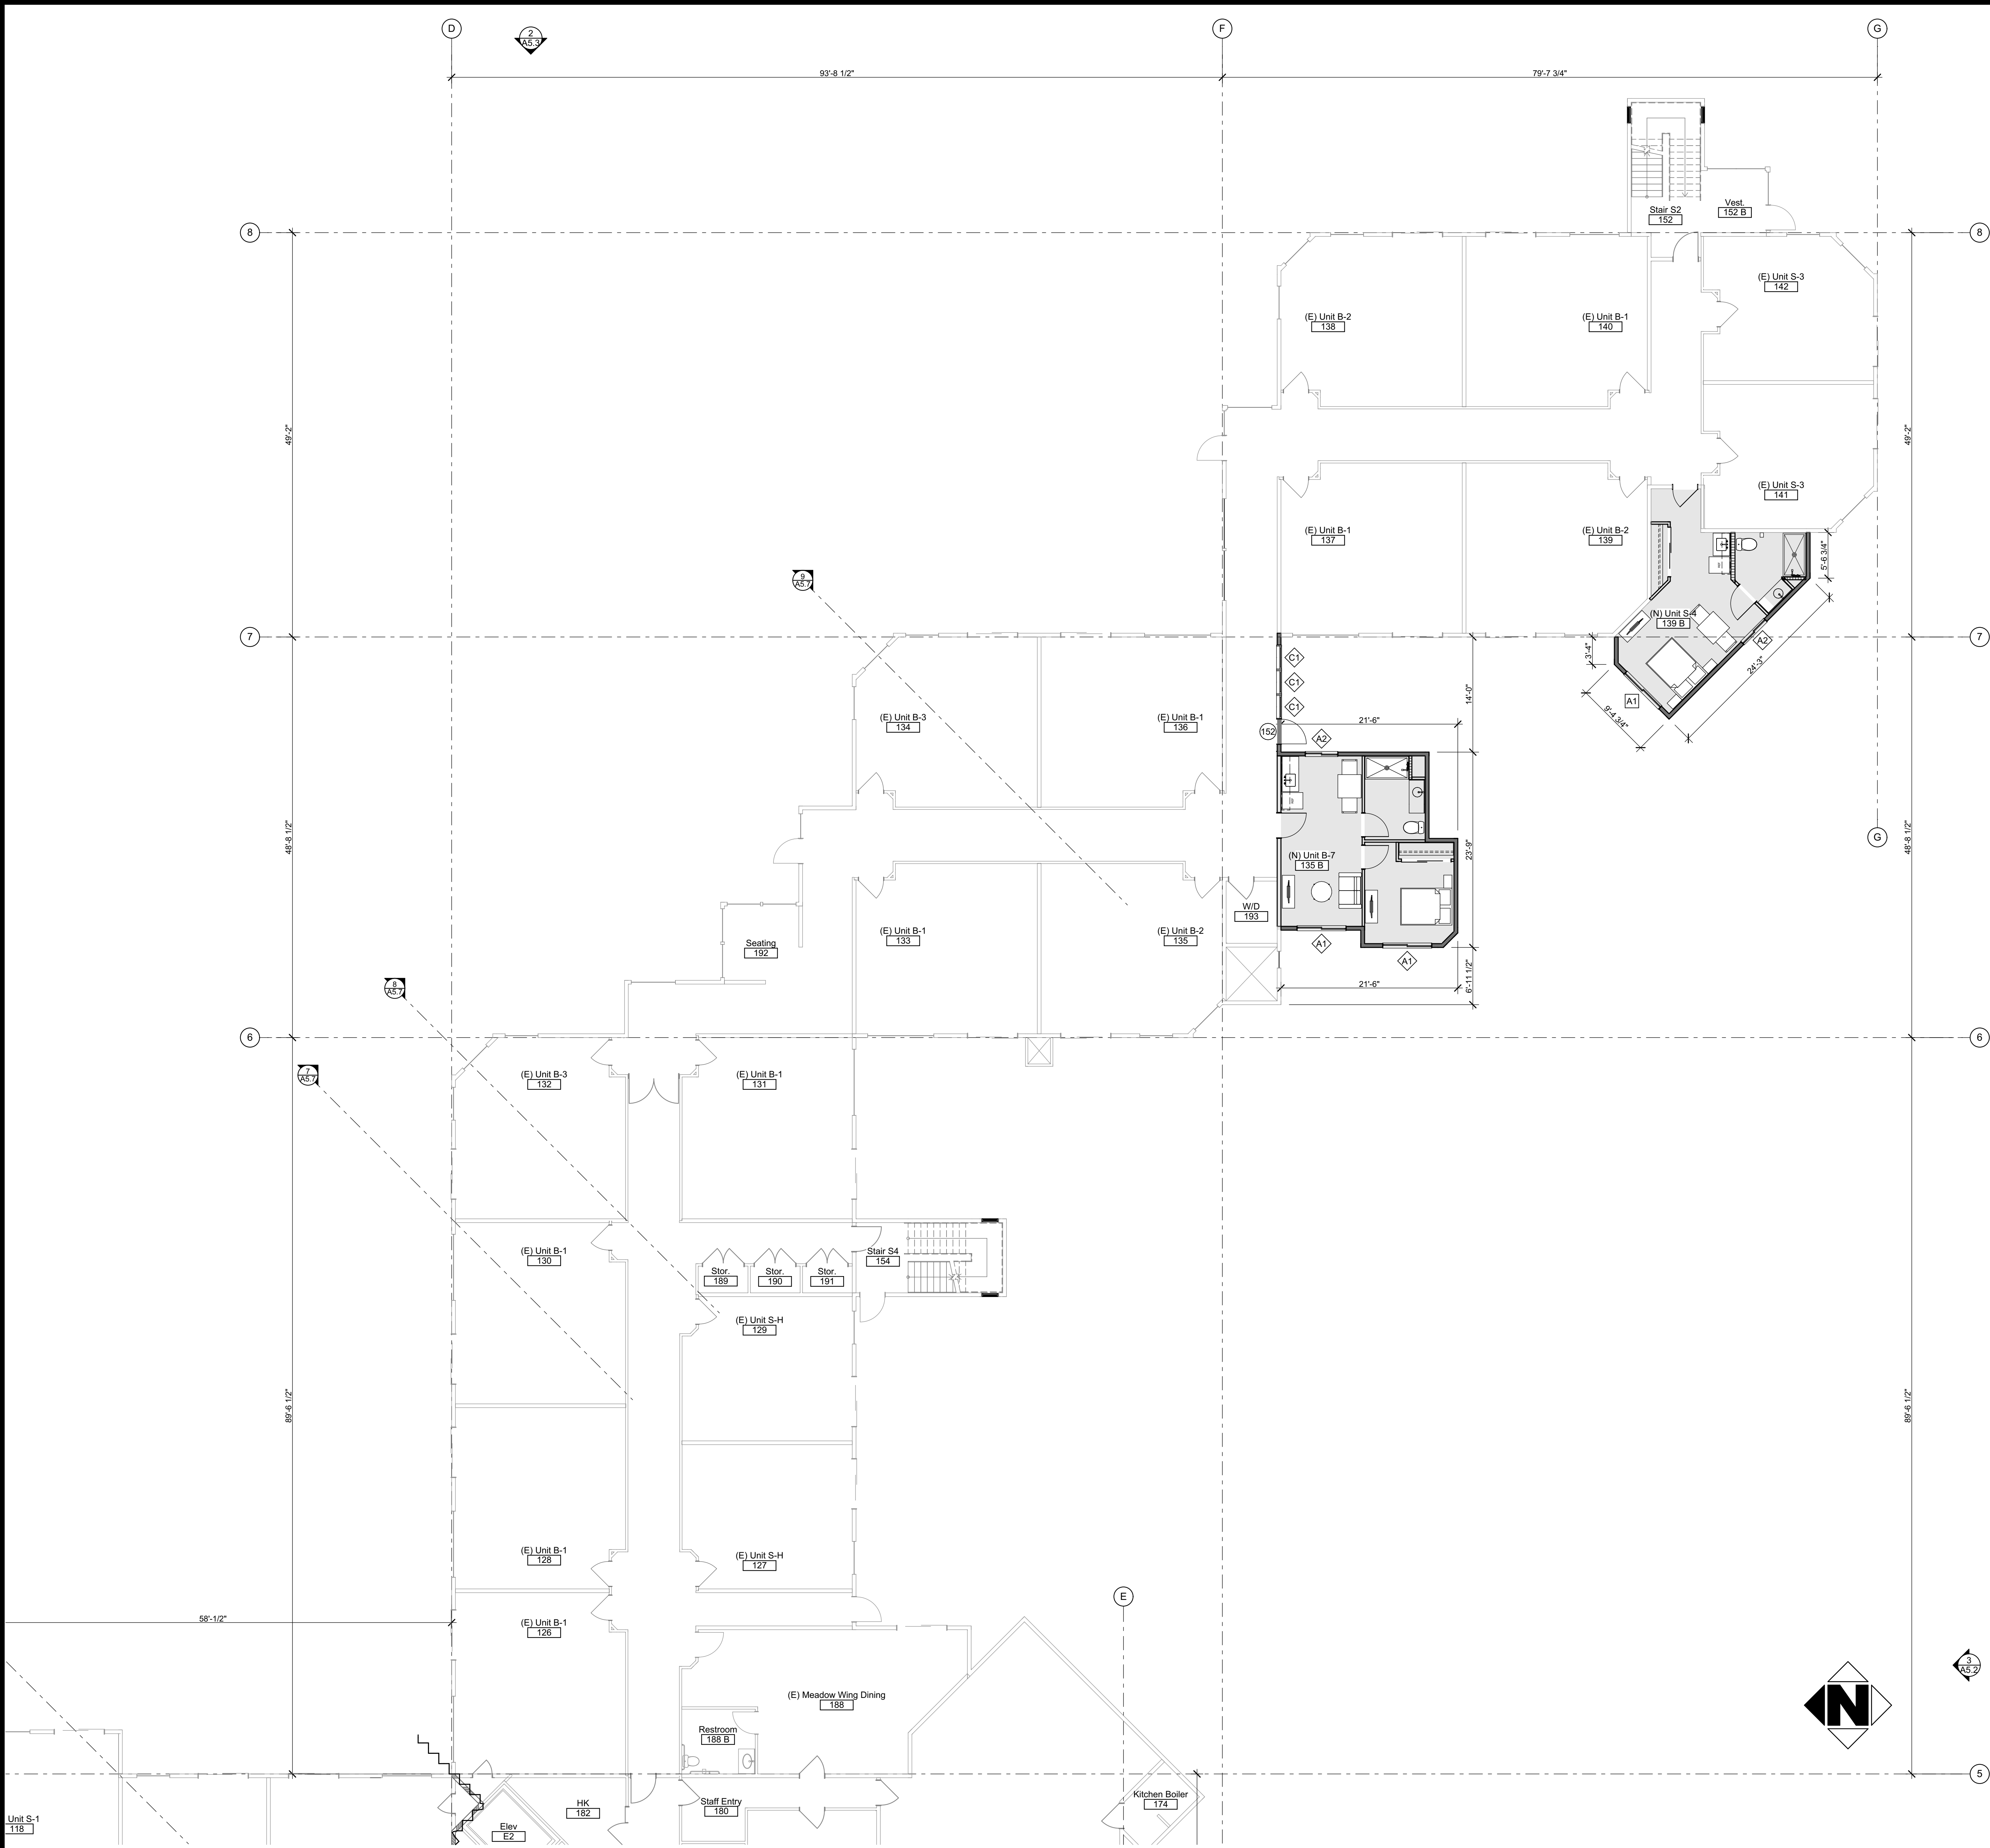 D
2
A5.3
F
G
93'-8 1/2"
79'-7 3/4"
Stair S2
152
Vest.
152 B
8
8
(E) Unit S-3
142
(E) Unit B-2
138
(E) Unit B-1
140
49'-2"
49'-2"
(E) Unit S-3
141
(E) Unit B-1
137
(E) Unit B-2
139
5'-6 3/4"
9
A5.7
(N) Unit S-4
139 B
7
7
A2
3'-4"
24'-3"
C1
C1
C1
A1
9'-4 3/4"
14'-0"
(E) Unit B-3
134
(E) Unit B-1
136
21'-6"
152
A2
48'-8 1/2"
48'-8 1/2"
G
23'-9"
(N) Unit B-7
135 B
W/D
193
(E) Unit B-1
133
(E) Unit B-2
135
Seating
192
A1
A1
6'-11 1/2"
21'-6"
8
A5.7
6
6
7
A5.7
(E) Unit B-3
132
(E) Unit B-1
131
(E) Unit B-1
130
Stair S4
154
Stor.
189
Stor.
190
Stor.
191
(E) Unit S-H
129
89'-6 1/2"
89'-6 1/2"
(E) Unit B-1
128
(E) Unit S-H
127
E
58'-1/2"
(E) Unit B-1
126
3
A5.2
(E) Meadow Wing Dining
188
N
Restroom
188 B
5
Unit S-1
118
HK
182
Staff Entry
180
Kitchen Boiler
174
Elev
E2